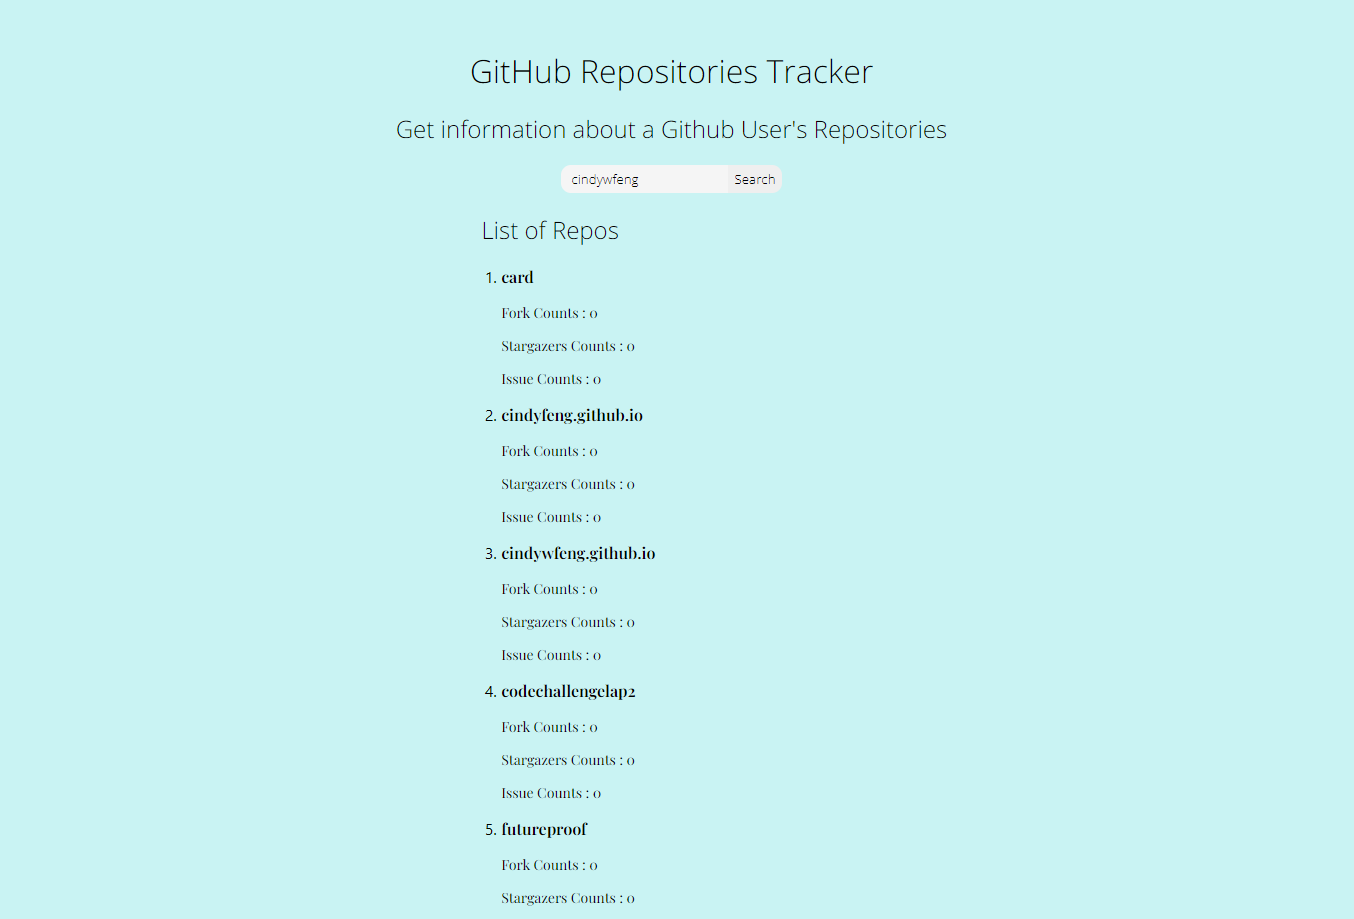 GitHub Repositories Tracker
Get information about a Github User's Repositories
cindywfeng Search
List of Repos
1. card
Fork Counts : 0
Stargazers Counts : 0
Issue Counts : 0
2. cindyfeng.github.io
Fork Counts : 0
Stargazers Counts : 0
Issue Counts : 0
3. cindywfeng.github.io
Fork Counts : 0
Stargazers Counts : 0
Issue Counts : 0
4. codechallengelap2
Fork Counts : 0
Stargazers Counts : 0
Issue Counts : 0
5. futureproof
Fork Counts : 0
Stargazers Counts : 0